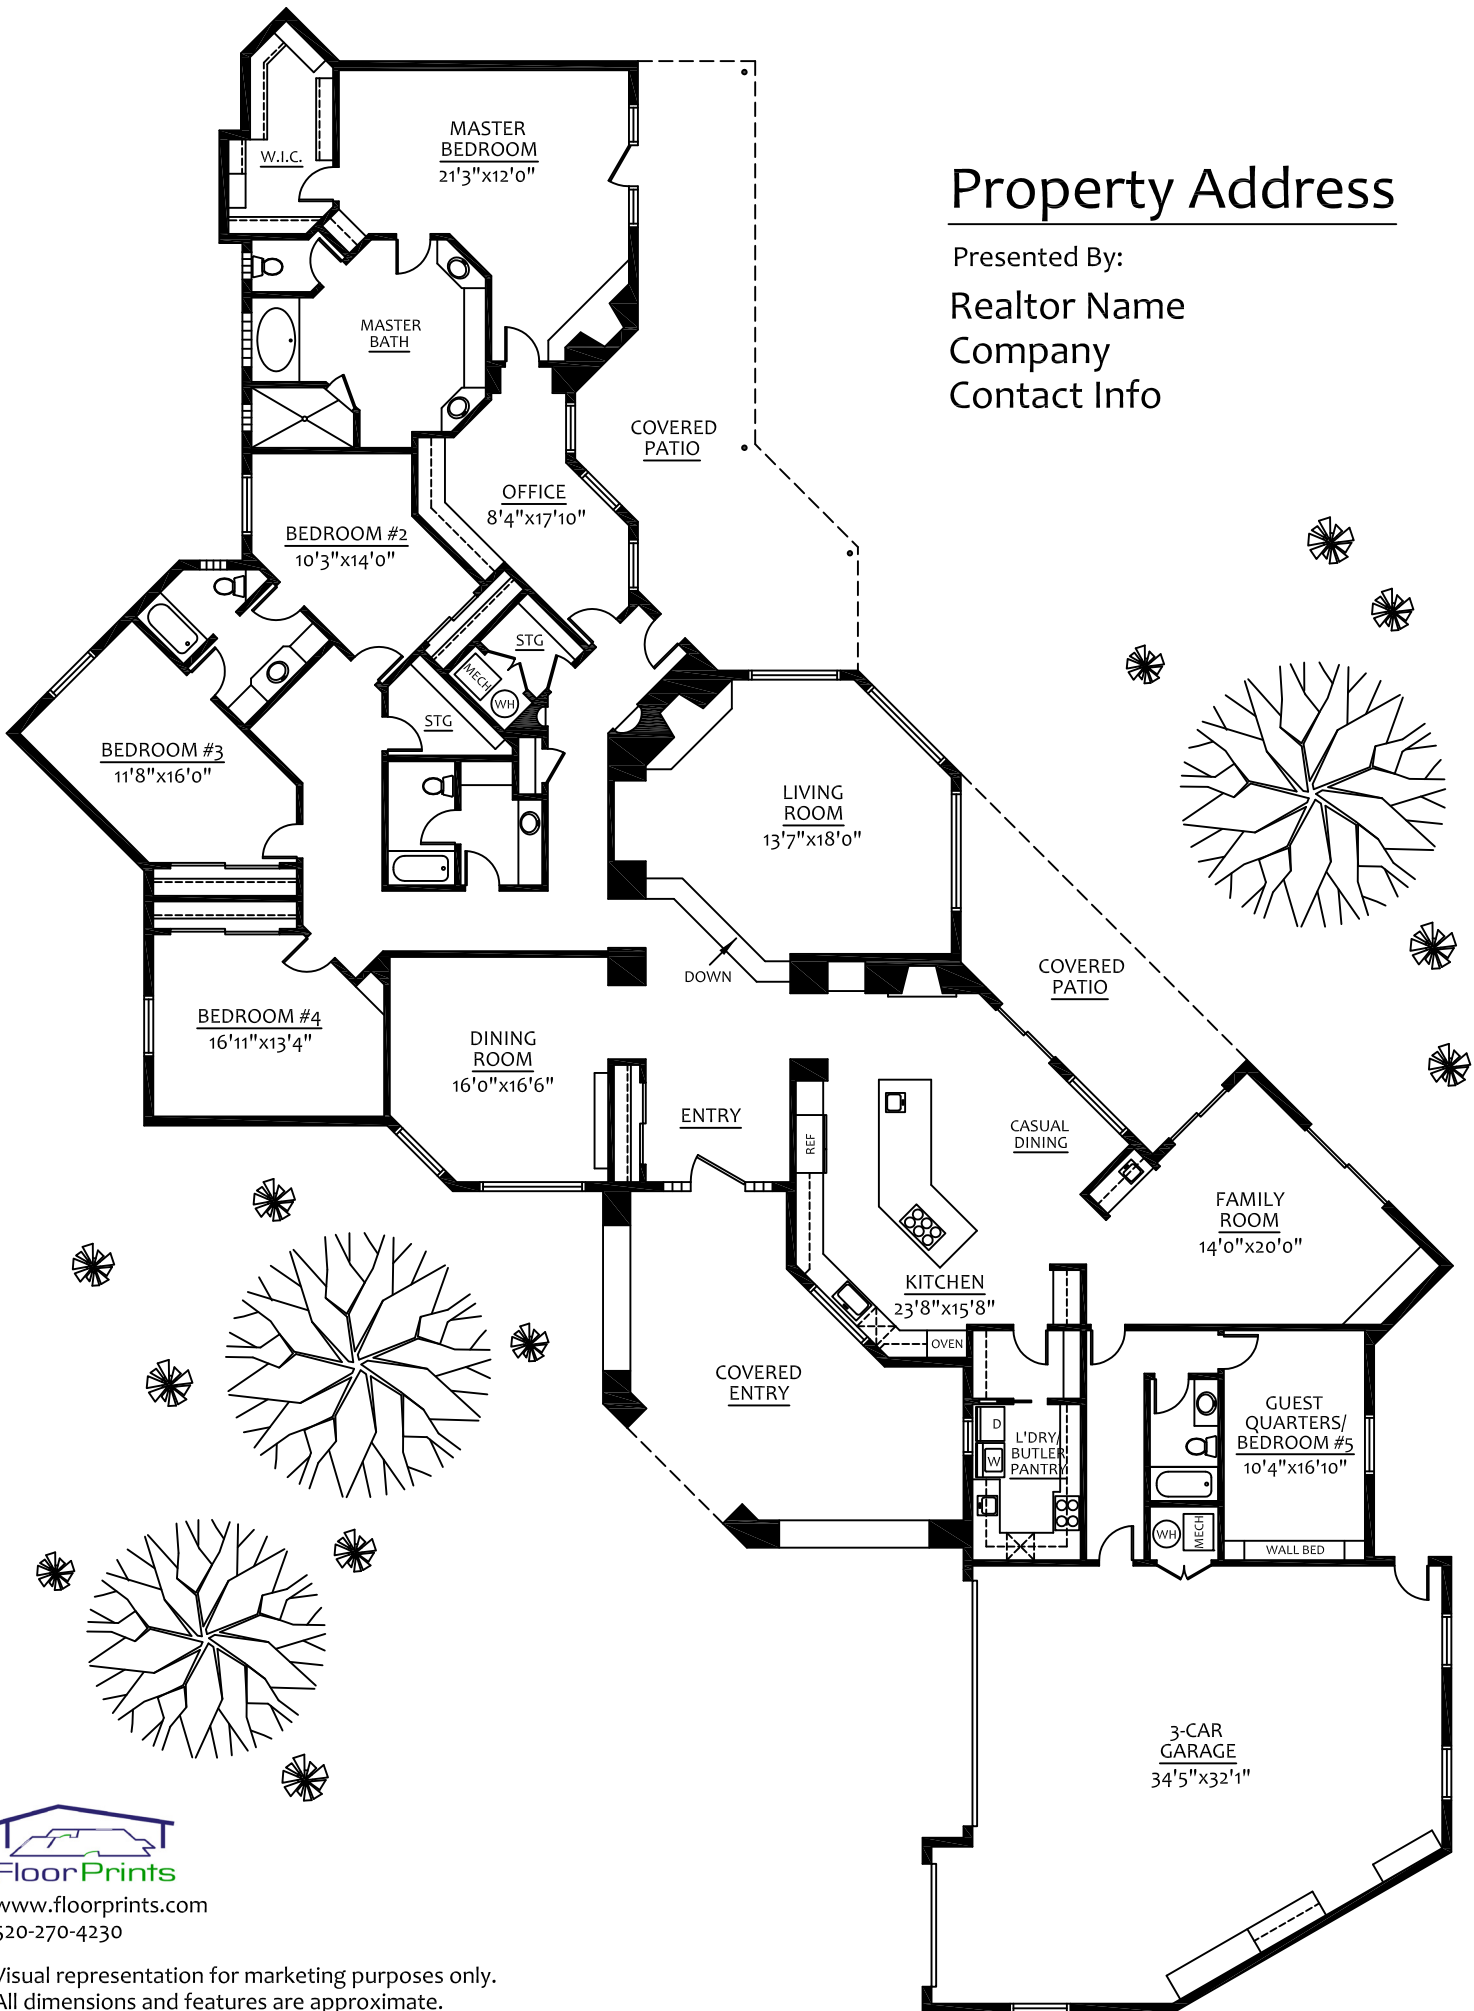 Property Address
Presented By:
Realtor Name
Company
Contact Info
W.I.C.
MASTER
BEDROOM
21'3"x12'0"
MASTER
BATH
COVERED
PATIO
OFFICE
8'4"x17'10"
BEDROOM #2
10'3"x14'0"
STG
MECH
WH
STG
BEDROOM #3
11'8"x16'0"
LIVING
ROOM
13'7"x18'0"
DOWN
COVERED
PATIO
BEDROOM #4
16'11"x13'4"
DINING
ROOM
16'0"x16'6"
ENTRY
REF
CASUAL
DINING
FAMILY
ROOM
14'0"x20'0"
KITCHEN
23'8"x15'8"
OVEN
COVERED
ENTRY
D
W
L'DRY/
BUTLER
PANTRY
GUEST
QUARTERS/
BEDROOM #5
10'4"x16'10"
WH
MECH
WALL BED
3-CAR
GARAGE
34'5"x32'1"
FloorPrints
www.floorprints.com
520-270-4230
Visual representation for marketing purposes only.
All dimensions and features are approximate.